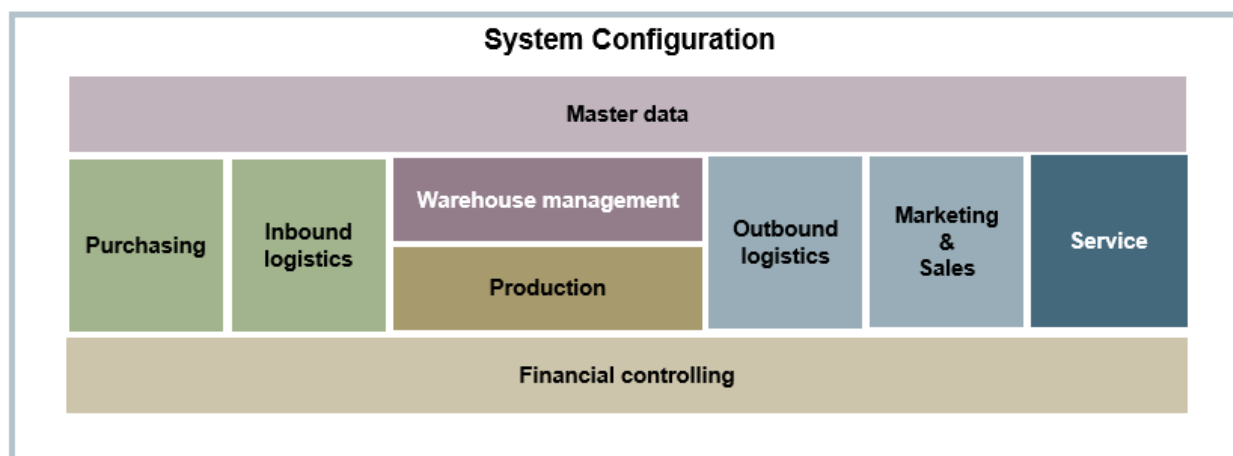 System Configuration
Master data
Purchasing
Inbound
logistics
Warehouse management
Production
Outbound
logistics
Marketing
&
Sales
Service
Financial controlling